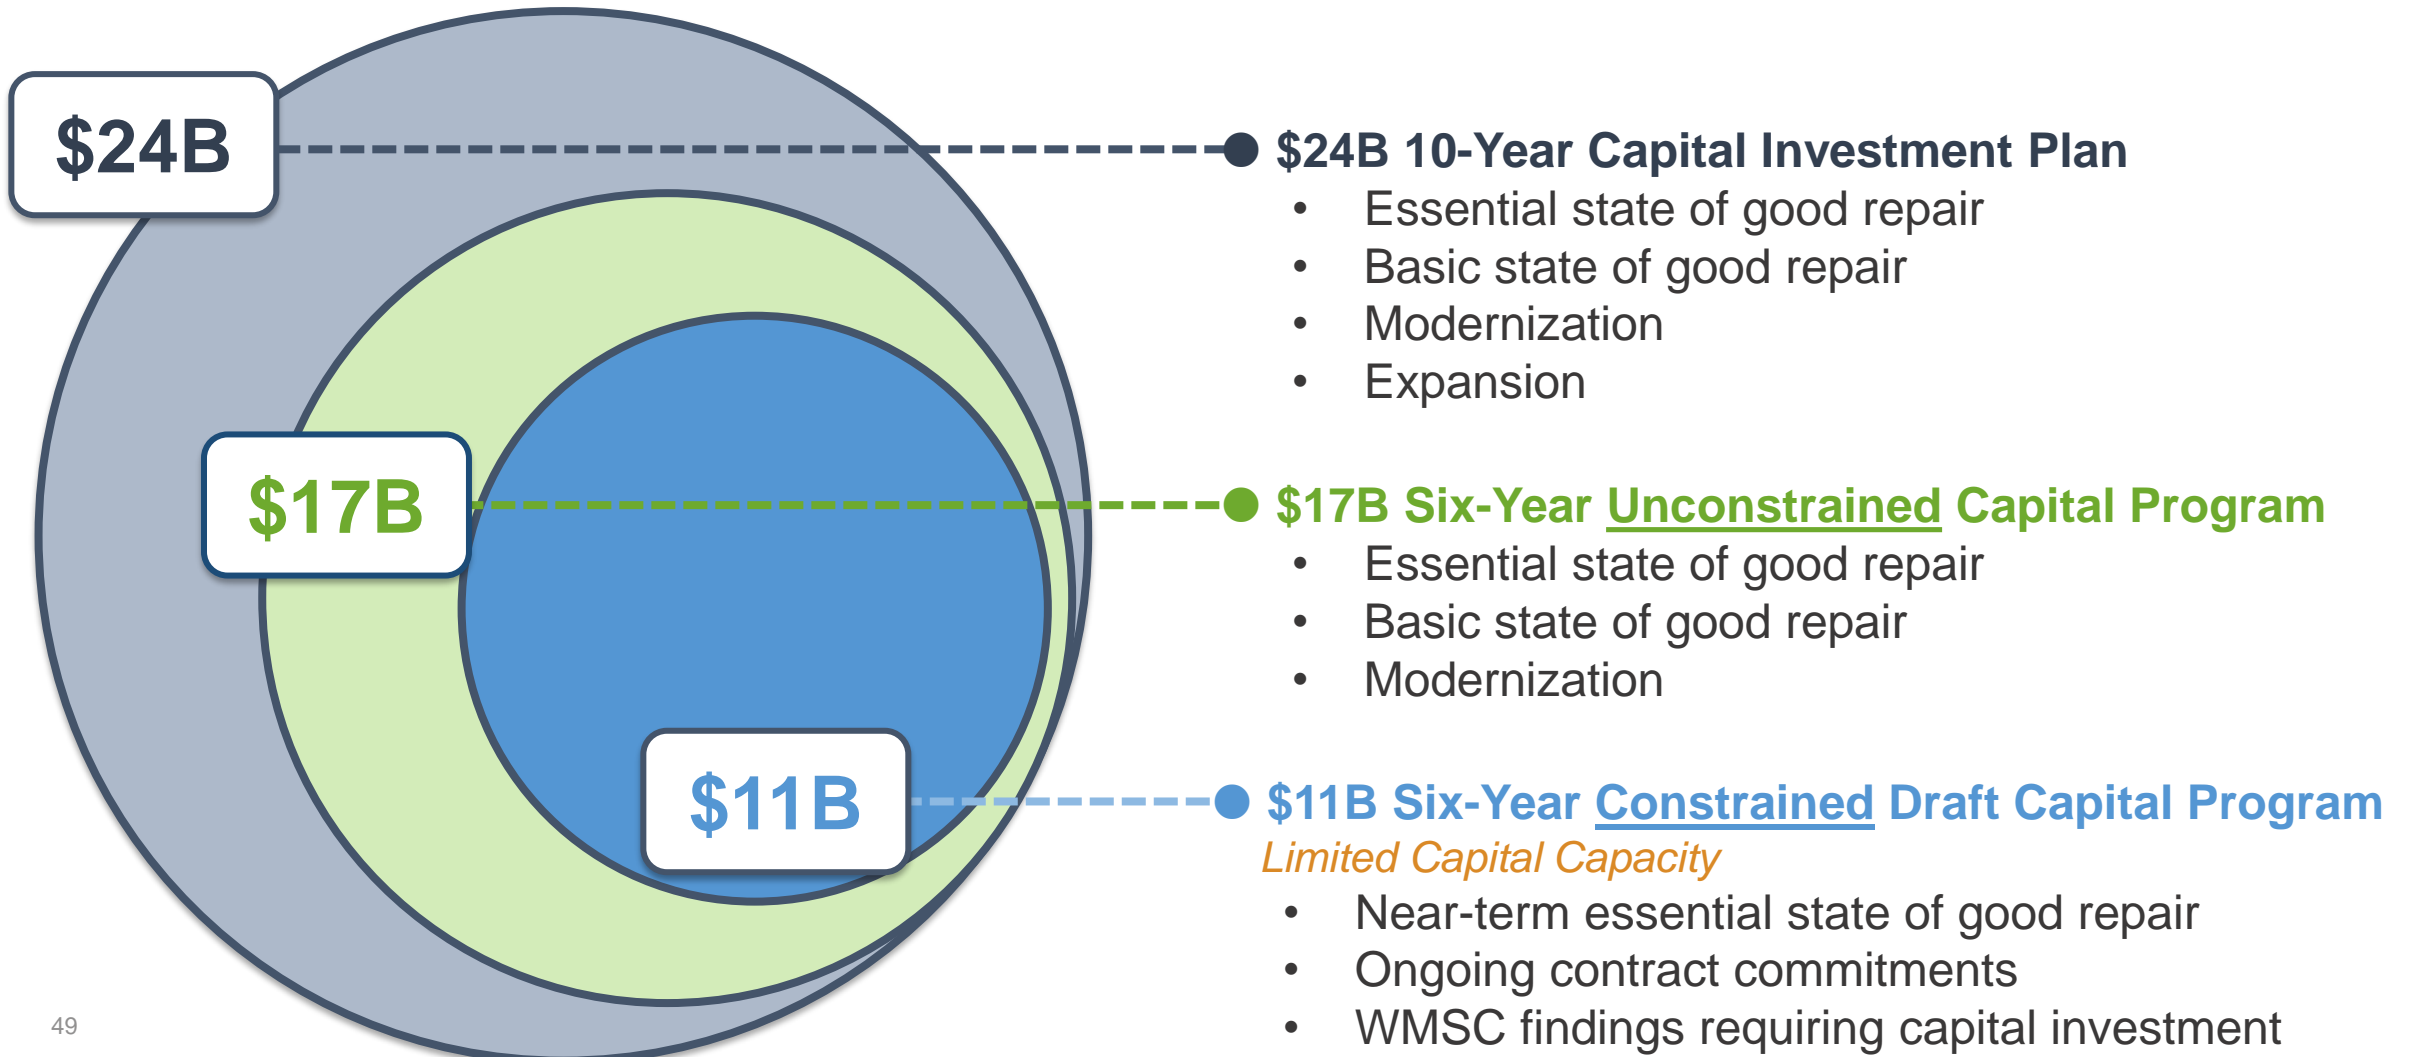 $24B
$24B 10-Year Capital Investment Plan
• Essential state of good repair
• Basic state of good repair
• Modernization
• Expansion
$17B
$17B Six-Year Unconstrained Capital Program
• Essential state of good repair
• Basic state of good repair
• Modernization
$11B
$11B Six-Year Constrained Draft Capital Program
Limited Capital Capacity
• Near-term essential state of good repair
• Ongoing contract commitments
• WMSC findings requiring capital investment
49